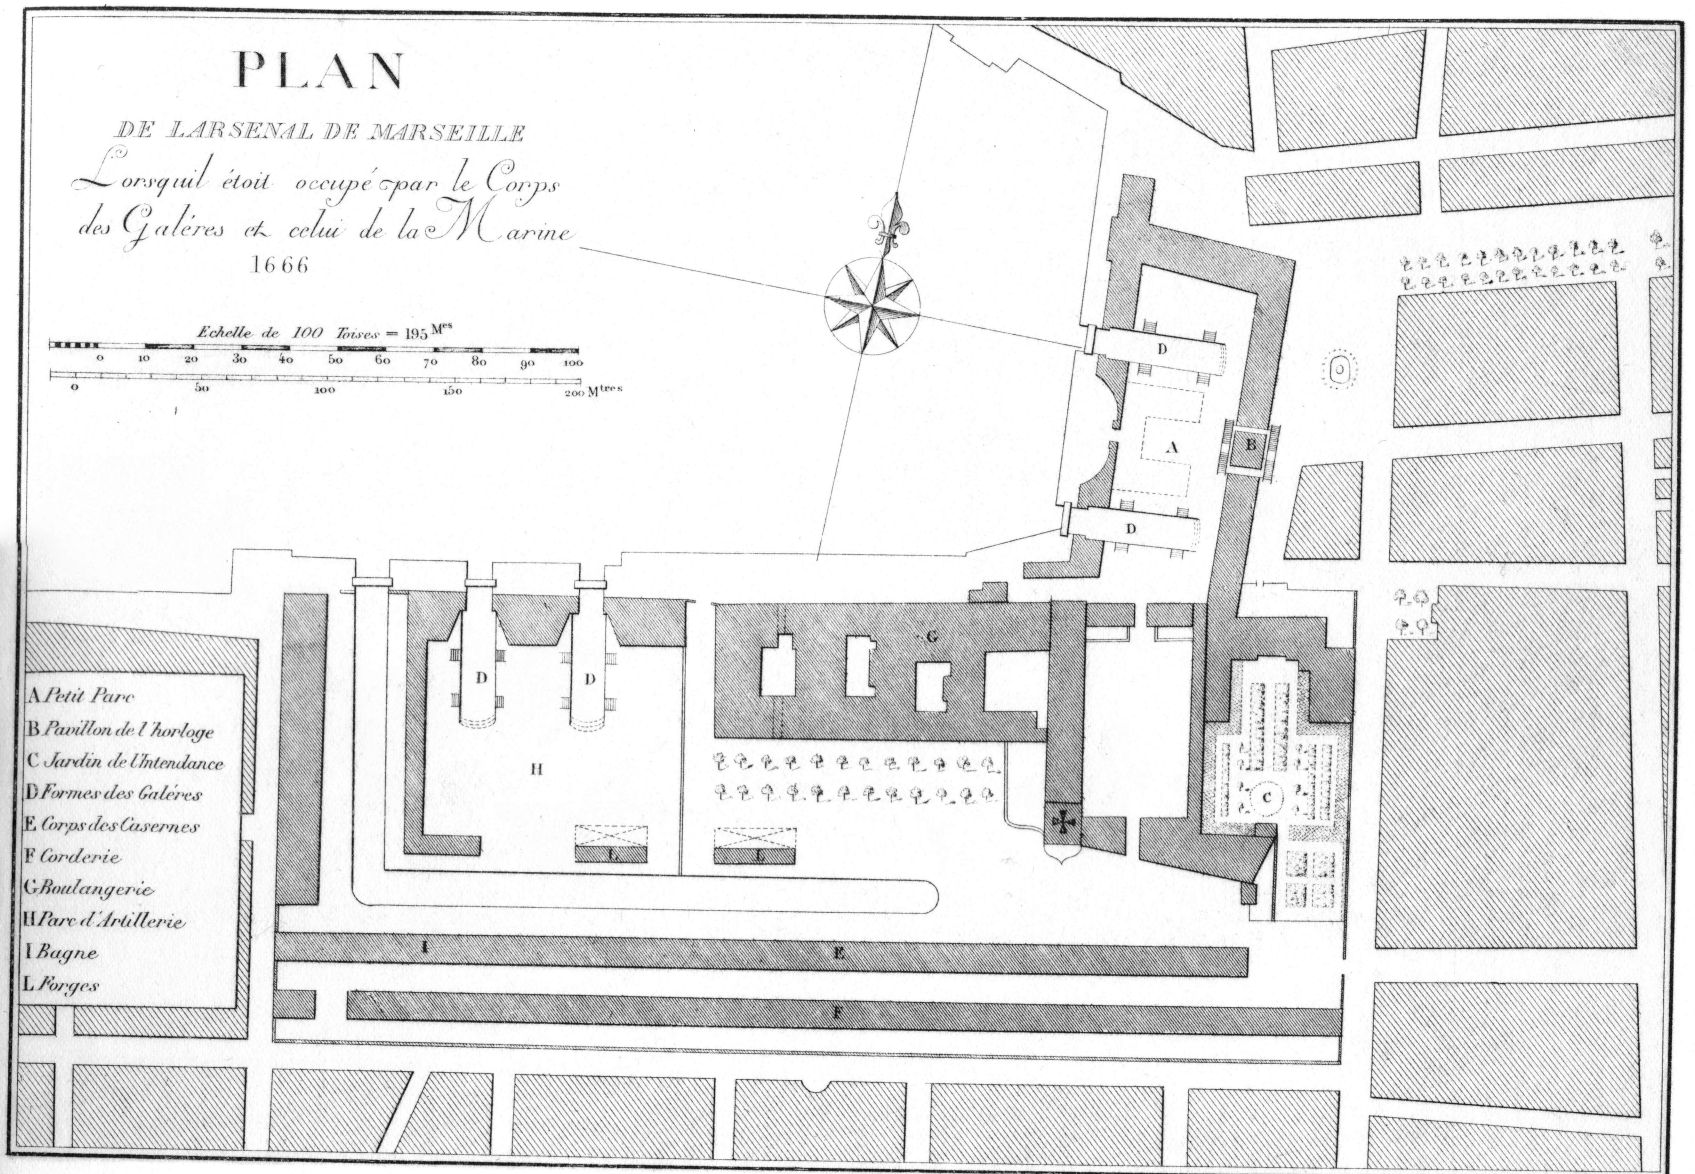 PLAN
DE LARSENAL DE MARSEILLE
Lorsquil étoit occupé par le Corps
des Galéres et celui de la Marine
1666
Echelle de 100 Toises = 195 Mes
0 10 20 30 40 50 60 70 80 90 100
0 50 100 150 200 Mtres
D
A
B
D
G
D
D
H
C
L
L
A Petit Parc
B Pavillon de l'horloge
C Jardin de l'Intendance
D Formes des Galéres
E Corps des Casernes
F Corderie
G Boulangerie
H Parc d'Artillerie
I Bagne
L Forges
I
E
F